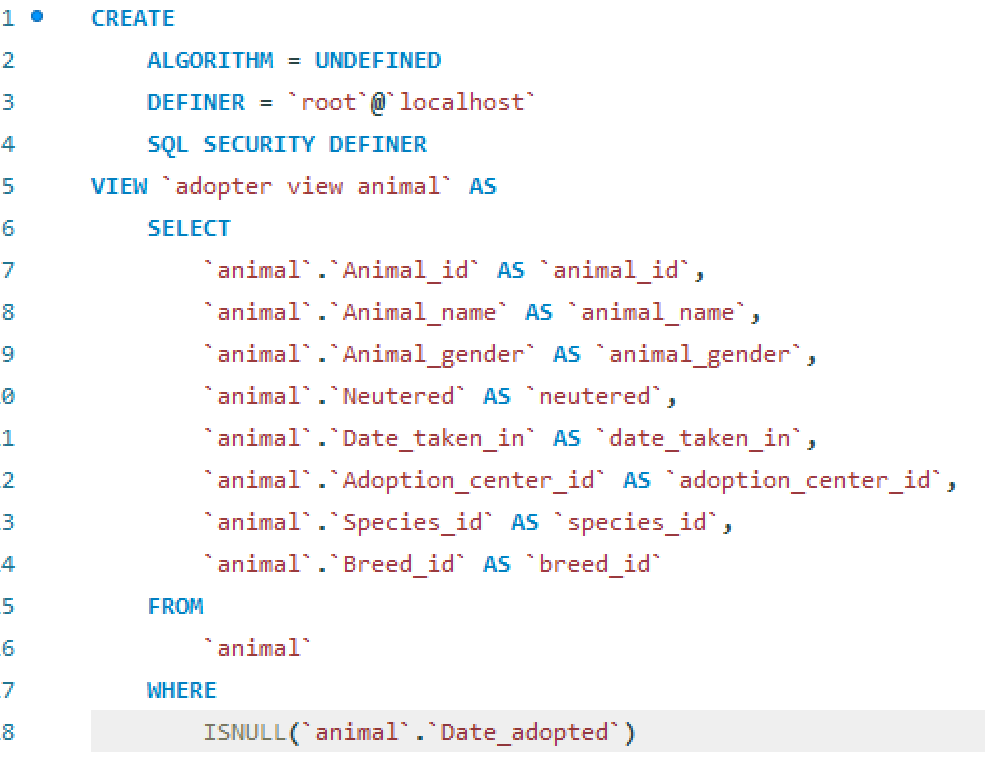 1 CREATE
2 ALGORITHM = UNDEFINED
3 DEFINER = `root`@`localhost`
4 SQL SECURITY DEFINER
5 VIEW `adopter view animal` AS
6 SELECT
7 `animal`.`Animal_id` AS `animal_id`,
8 `animal`.`Animal_name` AS `animal_name`,
9 `animal`.`Animal_gender` AS `animal_gender`,
0 `animal`.`Neutered` AS `neutered`,
1 `animal`.`Date_taken_in` AS `date_taken_in`,
2 `animal`.`Adoption_center_id` AS `adoption_center_id`,
3 `animal`.`Species_id` AS `species_id`,
4 `animal`.`Breed_id` AS `breed_id`
5 FROM
6 `animal`
7 WHERE
8 ISNULL(`animal`.`Date_adopted`)